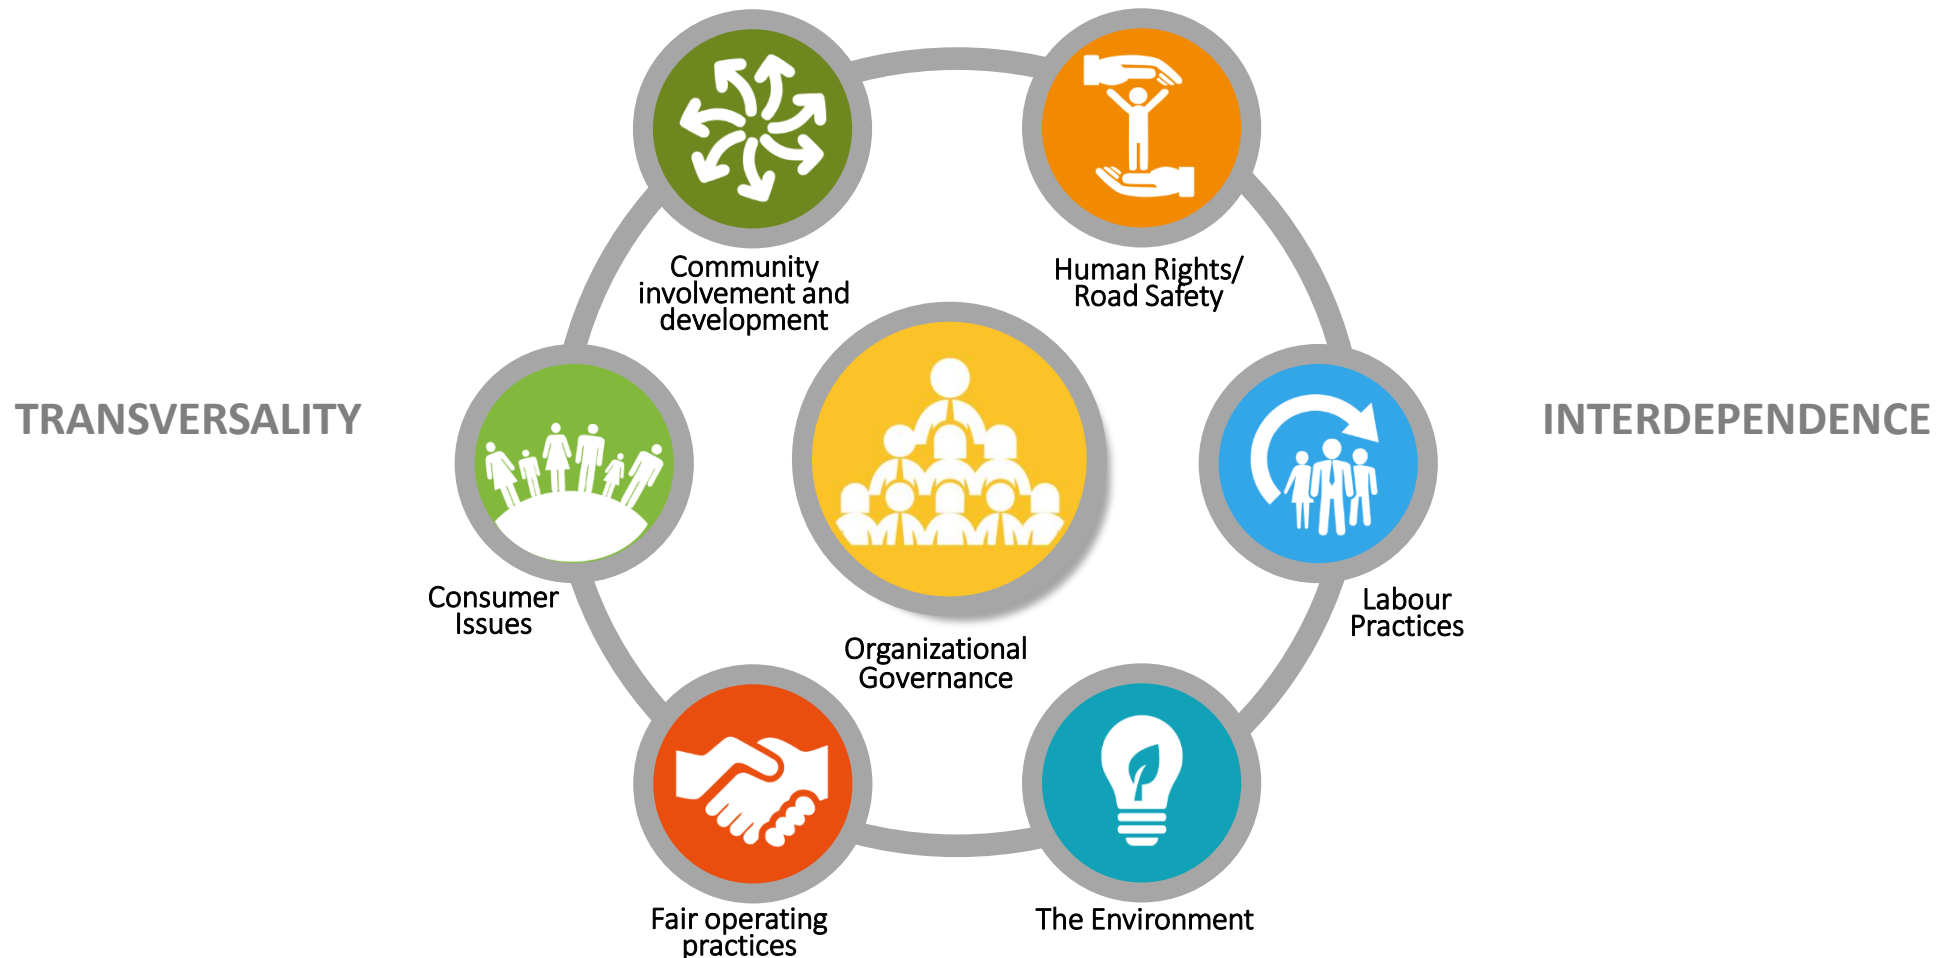 Community
involvement and
development
Human Rights/
Road Safety
TRANSVERSALITY
INTERDEPENDENCE
Consumer
Issues
Labour
Practices
Organizational
Governance
Fair operating
practices
The Environment